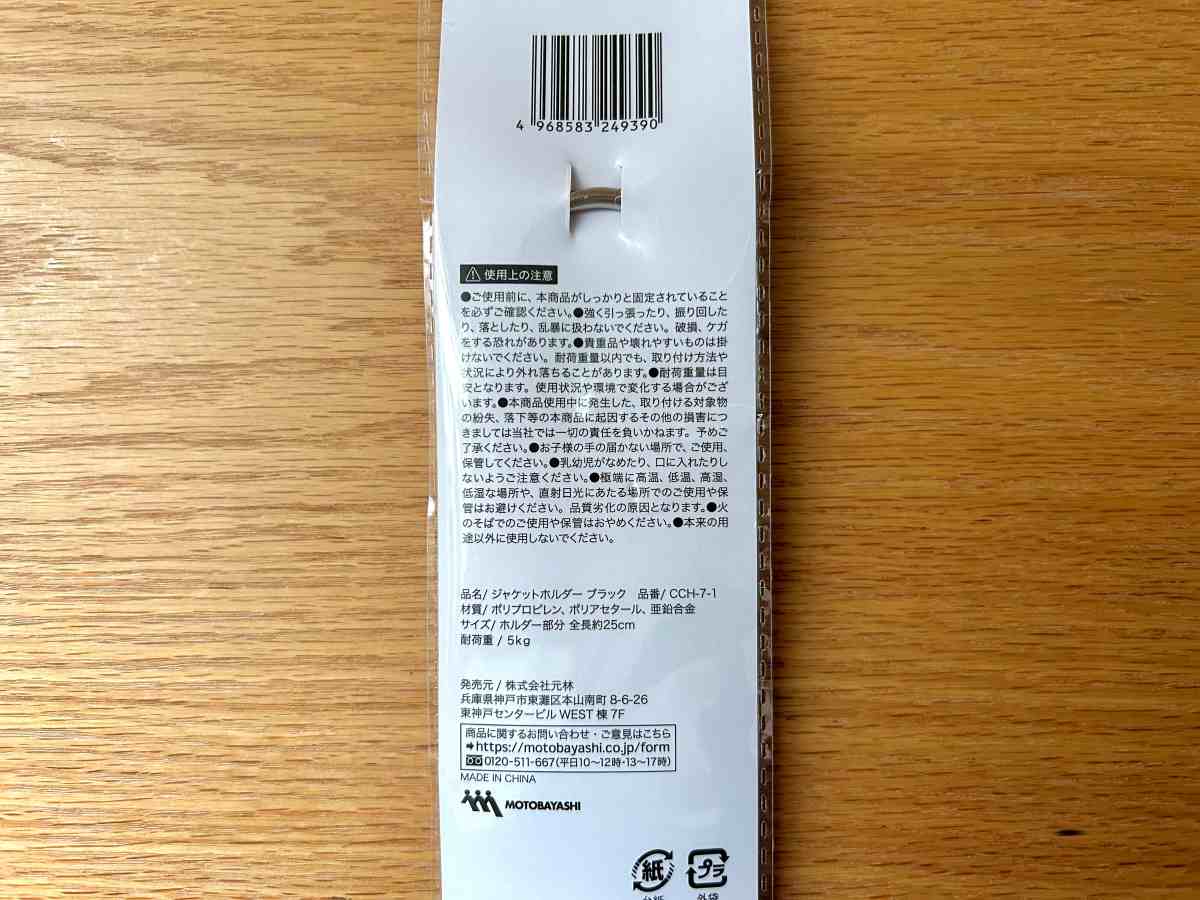 4 968583 249390
⚠ 使用上の注意
●ご使用前に、本商品がしっかりと固定されていること
を必ずご確認ください。●強く引っ張ったり、振り回した
り、落としたり、乱暴に扱わないでください。破損、ケガ
をする恐れがあります。●貴重品や壊れやすいものは掛
けないでください。耐荷重量以内でも、取り付け方法や
状況により外れ落ちることがあります。●耐荷重量は目
安となります。使用状況や環境で変化する場合がござ
います。●本商品使用中に発生した、取り付ける対象物
の紛失、落下等の本商品に起因するその他の損害につ
きましては当社では一切の責任を負いかねます。予めご
了承ください。●お子様の手の届かない場所で、ご使用、
保管してください。●乳幼児がなめたり、口に入れたりし
ないようご注意ください。●極端に高温、低温、高湿、
低湿な場所や、直射日光にあたる場所でのご使用や保
管はお避けください。品質劣化の原因となります。●火
のそばでのご使用や保管はおやめください。●本来の用
途以外に使用しないでください。
品名/ ジャケットホルダー ブラック 品番/ CCH-7-1
材質/ ポリプロピレン、ポリアセタール、亜鉛合金
サイズ/ ホルダー部分 全長約25cm
耐荷重 / 5kg
発売元 / 株式会社元林
兵庫県神戸市東灘区本山南町 8-6-26
東神戸センタービル WEST 棟 7F
商品に関するお問い合わせ・ご意見はこちら
➡https://motobayashi.co.jp/form
0120-511-667(平日10〜12時・13〜17時)
MADE IN CHINA
MOTOBAYASHI
紙 プラ
台紙 外袋